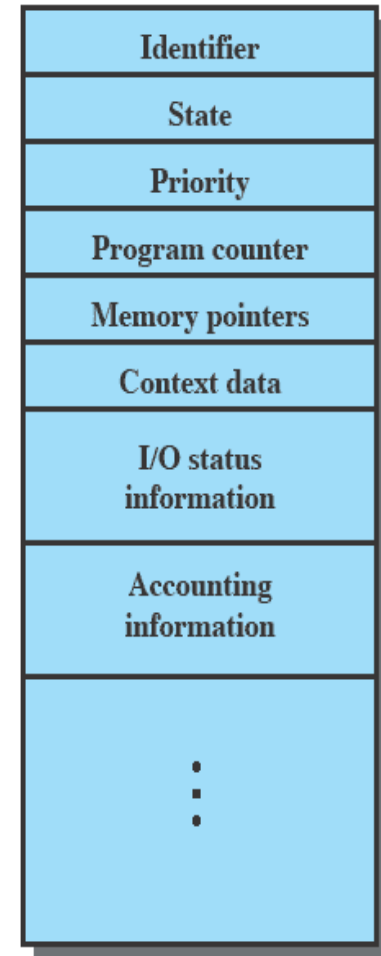 Identifier
State
Priority
Program counter
Memory pointers
Context data
I/O status
information
Accounting
information